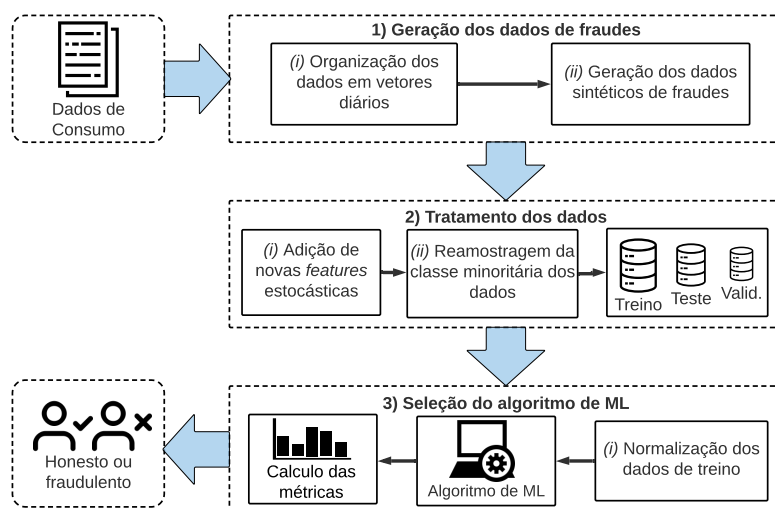 Dados de
Consumo
1) Geração dos dados de fraudes
(i) Organização dos
dados em vetores
diários
(ii) Geração dos dados
sintéticos de fraudes
2) Tratamento dos dados
(i) Adição de
novas features
estocásticas
(ii) Reamostragem da
classe minoritária dos
dados
Treino
Teste
Valid.
3) Seleção do algoritmo de ML
(i) Normalização dos
dados de treino
Algoritmo de ML
Calculo das
métricas
Honesto ou
fraudulento